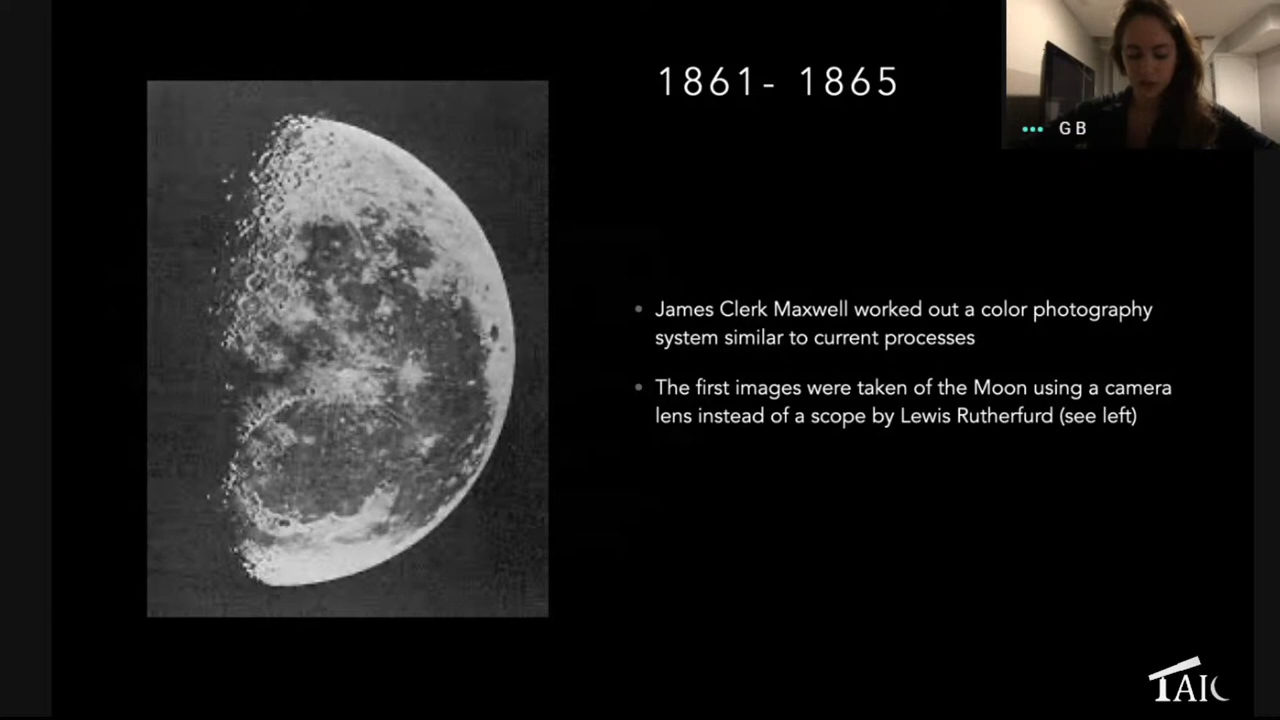 1861- 1865
G B
James Clerk Maxwell worked out a color photography
system similar to current processes
The first images were taken of the Moon using a camera
lens instead of a scope by Lewis Rutherfurd (see left)
TAIC